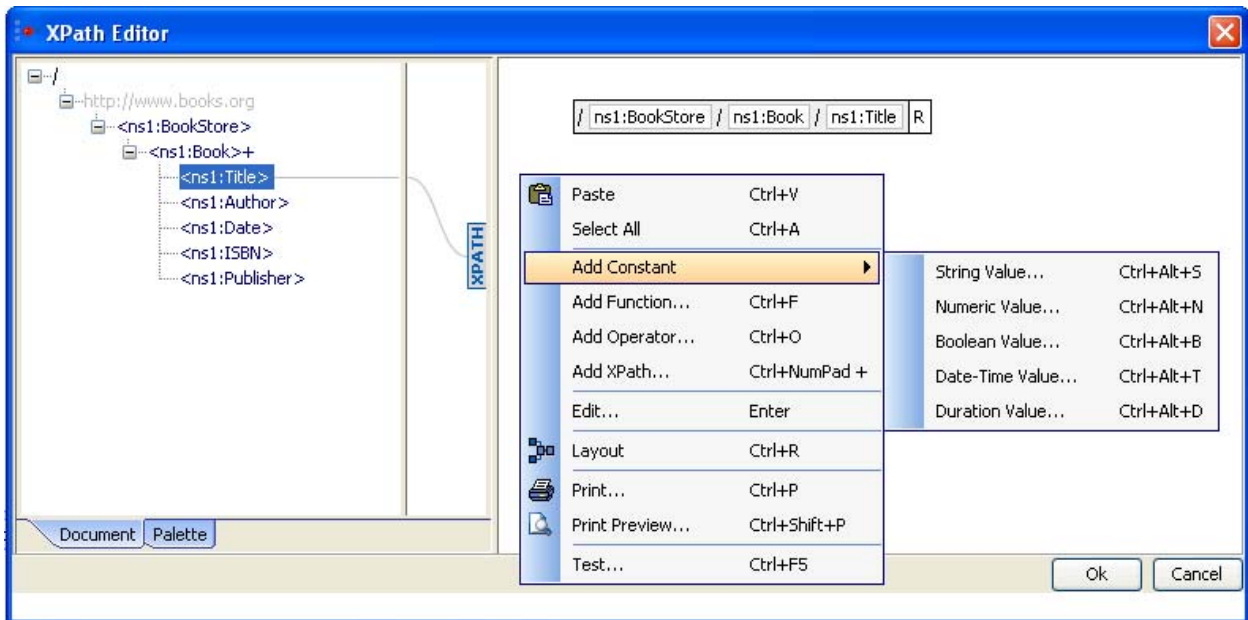 XPath Editor
/
http://www.books.org
<ns1:BookStore>
<ns1:Book>+
<ns1:Title>
<ns1:Author>
<ns1:Date>
<ns1:ISBN>
<ns1:Publisher>
XPATH
Document Palette
/ ns1:BookStore / ns1:Book / ns1:Title R
Paste Ctrl+V
Select All Ctrl+A
Add Constant
Add Function... Ctrl+F
Add Operator... Ctrl+O
Add XPath... Ctrl+NumPad +
Edit... Enter
Layout Ctrl+R
Print... Ctrl+P
Print Preview... Ctrl+Shift+P
Test... Ctrl+F5
String Value... Ctrl+Alt+S
Numeric Value... Ctrl+Alt+N
Boolean Value... Ctrl+Alt+B
Date-Time Value... Ctrl+Alt+T
Duration Value... Ctrl+Alt+D
Ok Cancel